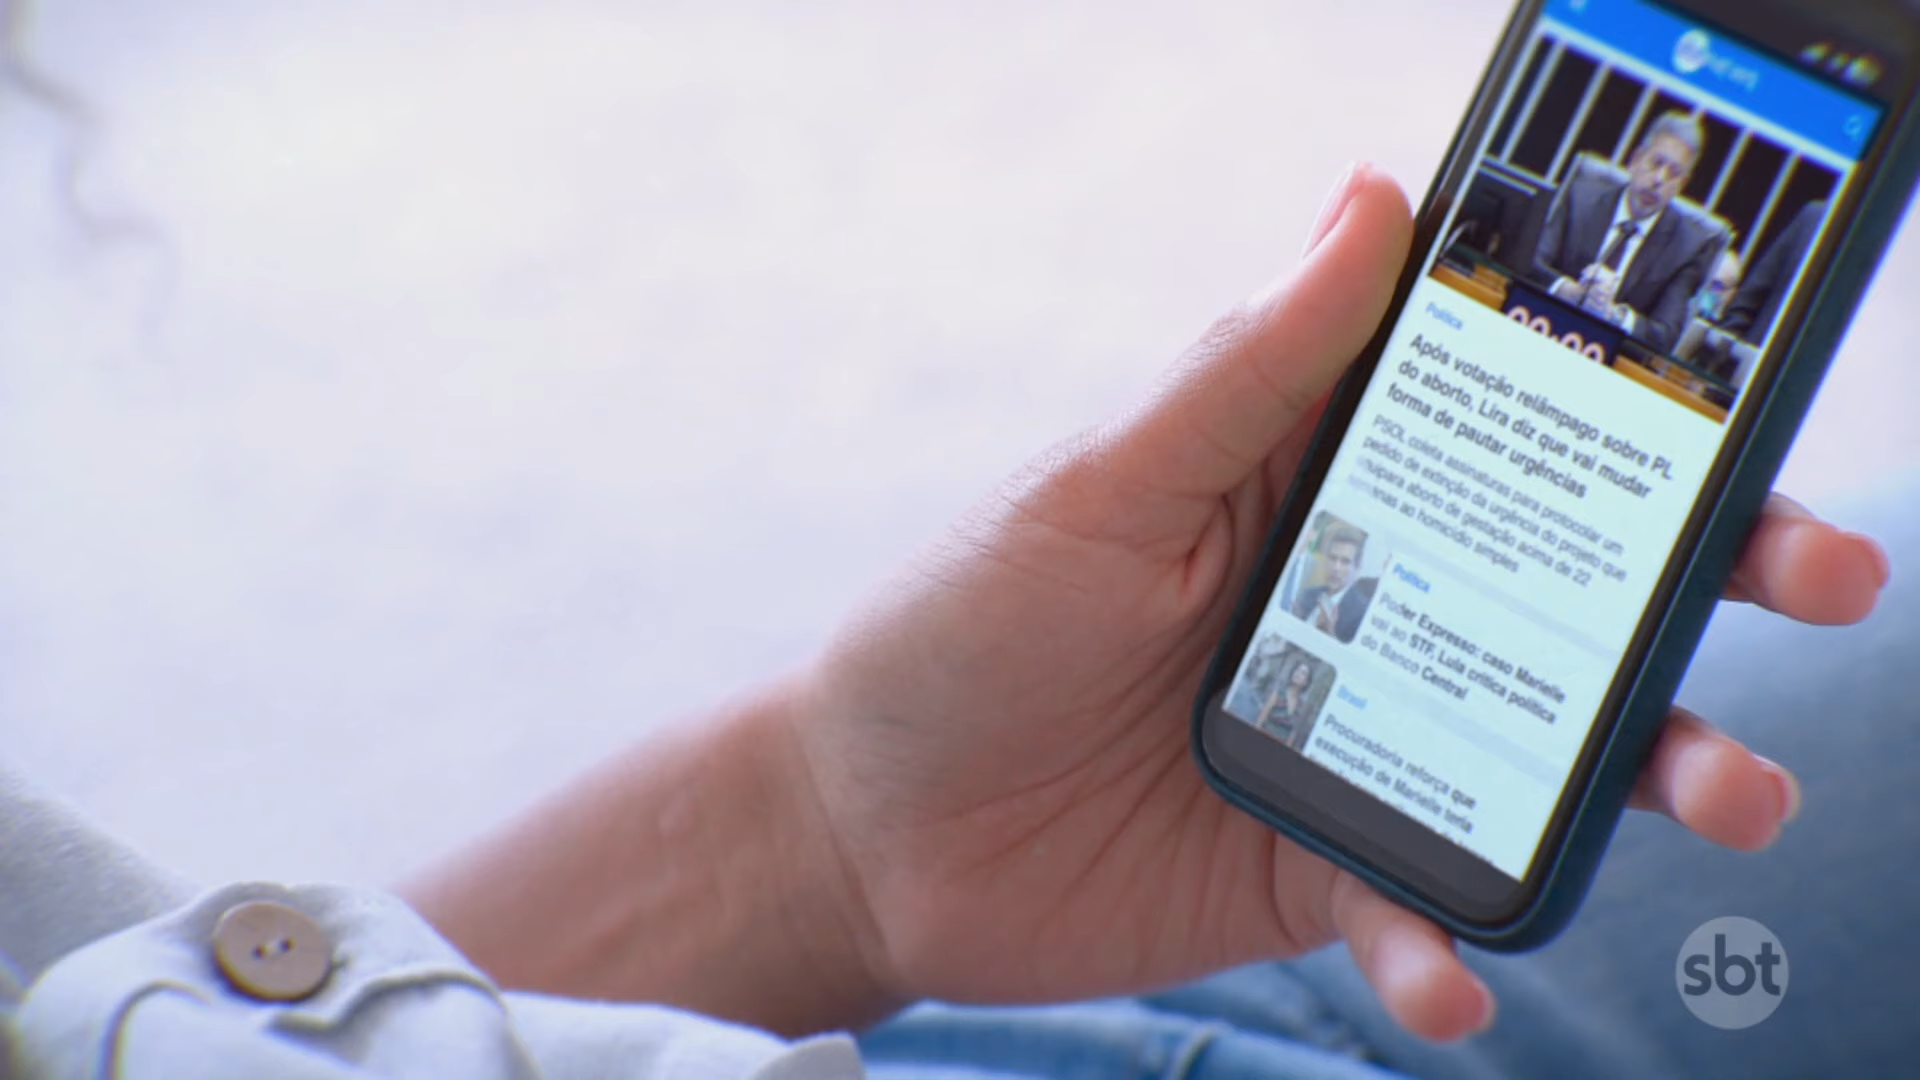 news
00:00
Política
Após votação relâmpago sobre PL
do aborto, Lira diz que vai mudar
forma de pautar urgências
PSOL coleta assinaturas para protocolar um
pedido de extinção da urgência do projeto que
aborto de gestação acima de 22
ao homicídio simples
Política
Poder Expresso: caso Marielle
vai ao STF, Lula critica política
do Banco Central
Brasil
Procuradoria reforça que
execução de Marielle teria
sbt